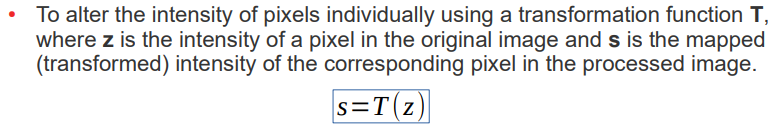 • To alter the intensity of pixels individually using a transformation function T,
where z is the intensity of a pixel in the original image and s is the mapped
(transformed) intensity of the corresponding pixel in the processed image.
s=T(z)